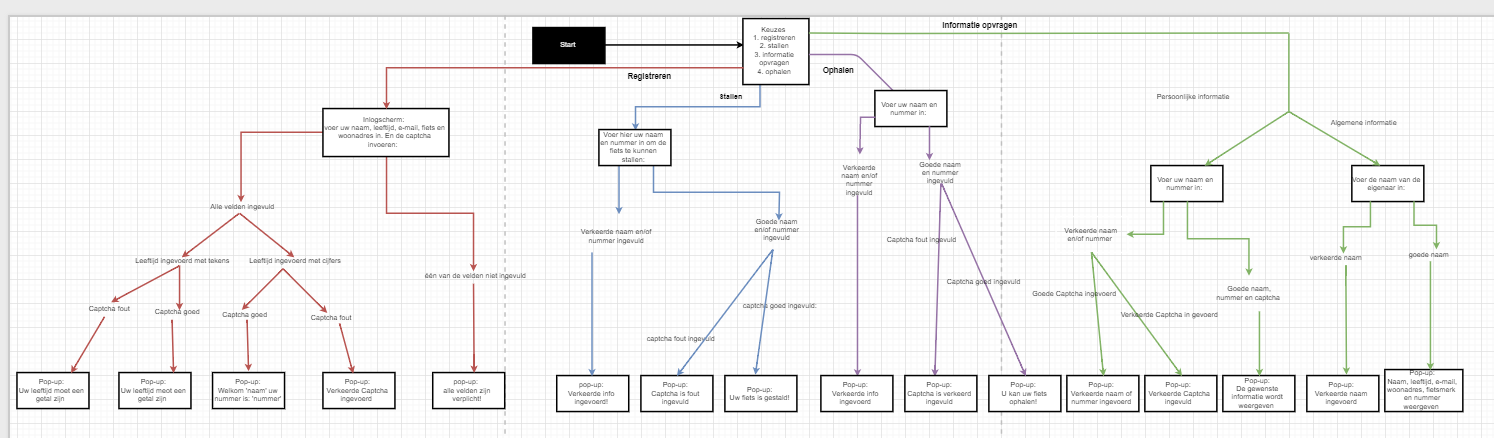 Informatie opvragen
Start
Keuzes
1. registreren
2. stallen
3. informatie
opvragen
4. ophalen
Registreren
Ophalen
Stallen
Inlogscherm:
voer uw naam, leeftijd, e-mail, fiets en
woonadres in. En de captcha
invoeren:
Voer hier uw naam
en nummer in om de
fiets te kunnen
stallen:
Voer uw naam en
nummer in:
Persoonlijke informatie
Algemene informatie
Voer uw naam en
nummer in:
Voer de naam van de
eigenaar in:
Alle velden ingevuld
Leeftijd ingevoerd met tekens
Leeftijd ingevoerd met cijfers
één van de velden niet ingevuld
Captcha fout
Captcha goed
Captcha goed
Captcha fout
Verkeerde naam en/of
nummer ingevuld
Goede naam
en/of nummer
ingevuld
captcha goed ingevuld:
captcha fout ingevuld
Verkeerde
naam en/of
nummer
ingevuld
Goede naam
en nummer
ingevuld
Captcha fout ingevuld
Captcha goed ingevuld
Verkeerde naam
en/of nummer
Goede naam,
nummer en captcha
Goede Captcha ingevoerd
Verkeerde Captcha in gevoerd
verkeerde naam
goede naam
Pop-up:
Uw leeftijd moet een
getal zijn
Pop-up:
Uw leeftijd meot een
getal zijn
Pop-up:
Welkom 'naam' uw
nummer is: 'nummer'
Pop-up:
Verkeerde Captcha
ingevoerd
pop-up:
alle velden zijn
verplicht!
pop-up:
Verkeerde info
ingevoerd!
Pop-up:
Captcha is fout
ingevuld
Pop-up:
Uw fiets is gestald!
Pop-up:
Verkeerde info
ingevoerd
Pop-up:
Captcha is verkeerd
ingevuld
Pop-up:
U kan uw fiets
ophalen!
Pop-up:
Verkeerde naam of
nummer ingevoerd
Pop-up:
Verkeerde Captcha
ingevuld
Pop-up:
De gewenste
informatie wordt
weergeven
Pop-up:
Verkeerde naam
ingevoerd
Pop-up:
Naam, leeftijd, e-mail,
woonadres, fietsmerk
en nummer
weergeven